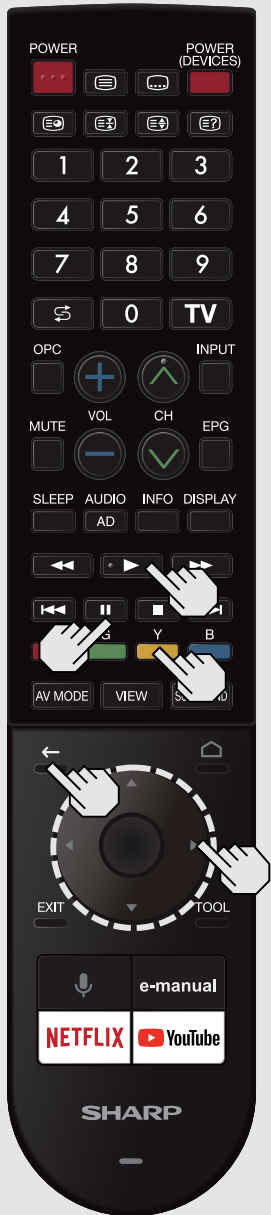 POWER POWER
(DEVICES)
1 2 3
4 5 6
7 8 9
0 TV
OPC INPUT
VOL CH
MUTE EPG
SLEEP AUDIO INFO DISPLAY
AD
G Y B
AV MODE VIEW
EXIT TOOL
e-manual
NETFLIX YouTube
SHARP